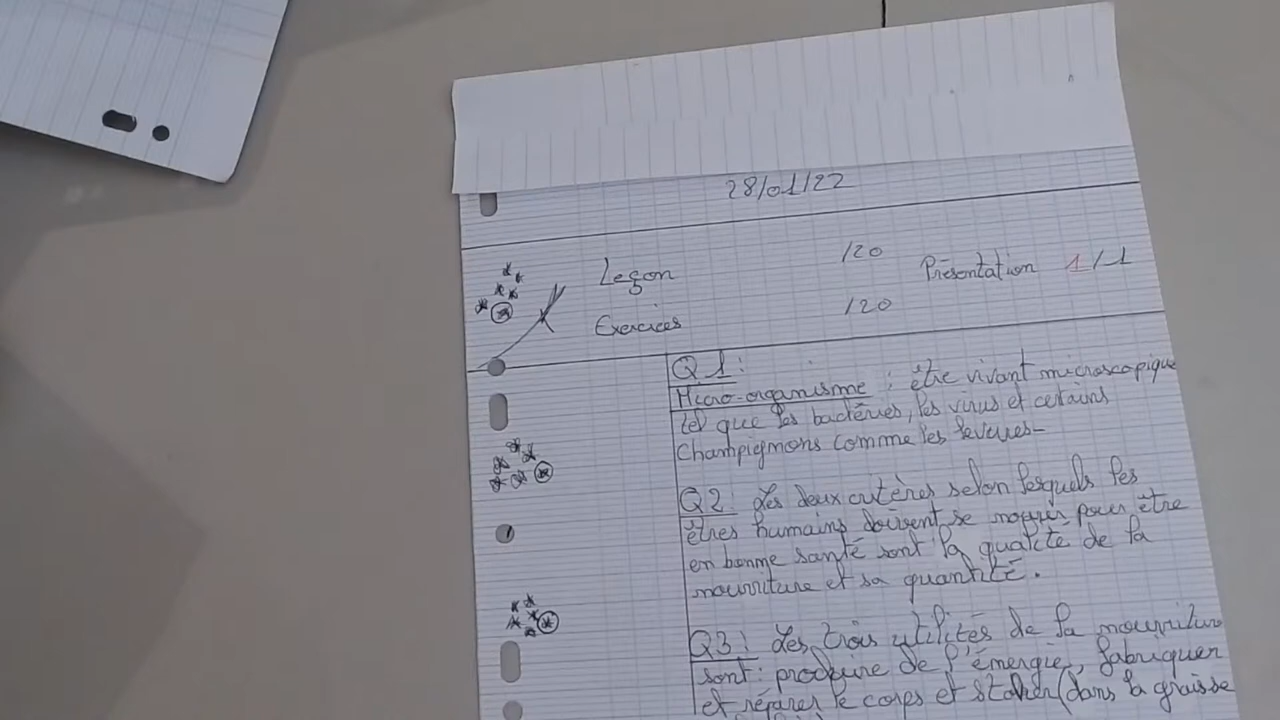 28/01/22
Leçon /20 Présentation 1/1
Exercices /20
Q1:
Micro-organisme : être vivant microscopique
tel que les bactéries, les virus et certains
champignons comme les levures-
Q2: Les deux critères selon lesquels les
êtres humains doivent se nourrir pour être
en bonne santé sont la qualité de la
nourriture et sa quantité.
Q3: Les trois utilités de la nourriture
sont: produire de l'énergie, fabriquer
et réparer le corps et stocker (dans la graisse